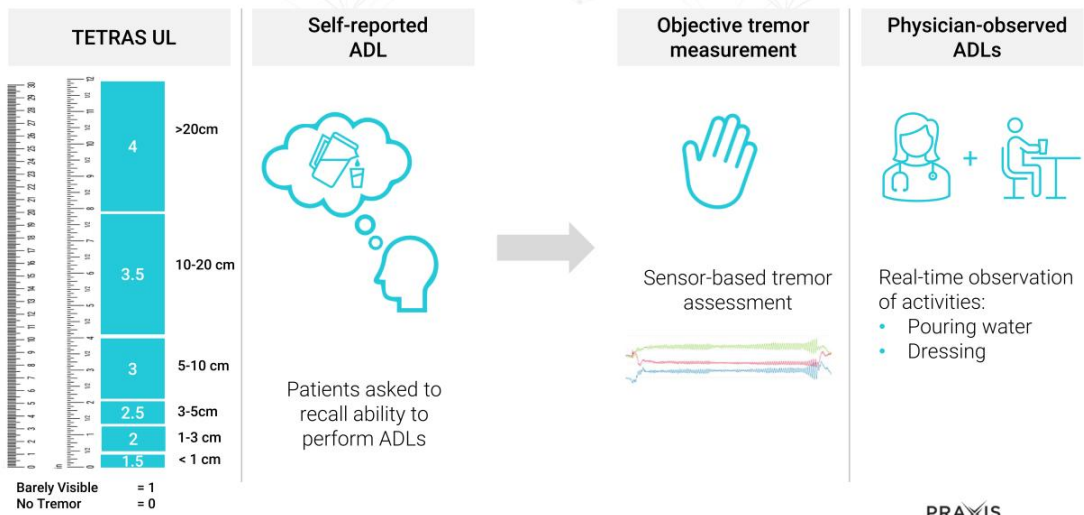 TETRAS UL
Self-reported
ADL
Objective tremor
measurement
Physician-observed
ADLs
4
>20cm
3.5
10-20 cm
3
5-10 cm
2.5
3-5cm
2
1-3 cm
1.5
< 1 cm
Barely Visible = 1
No Tremor = 0
Patients asked to
recall ability to
perform ADLs
Sensor-based tremor
assessment
Real-time observation
of activities:
• Pouring water
• Dressing
PRAXIS